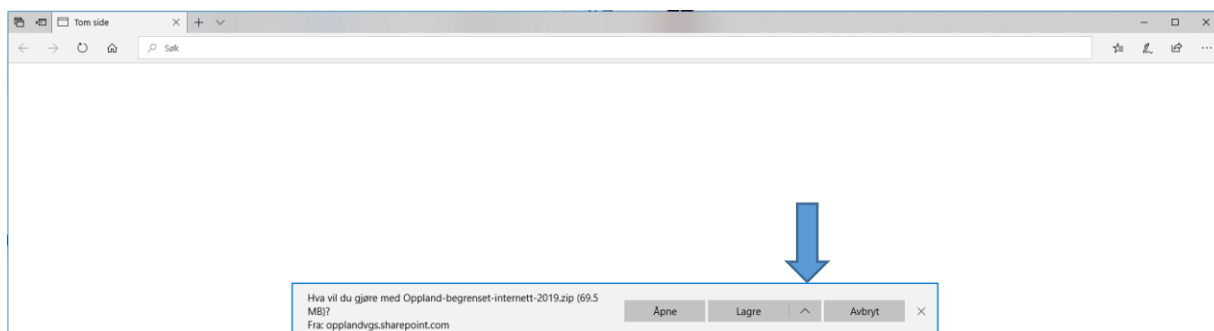 Tom side
Søk
Hva vil du gjøre med Oppland-begrenset-internett-2019.zip (69.5
MB)?
Fra: opplandvgs.sharepoint.com
Åpne
Lagre
Avbryt